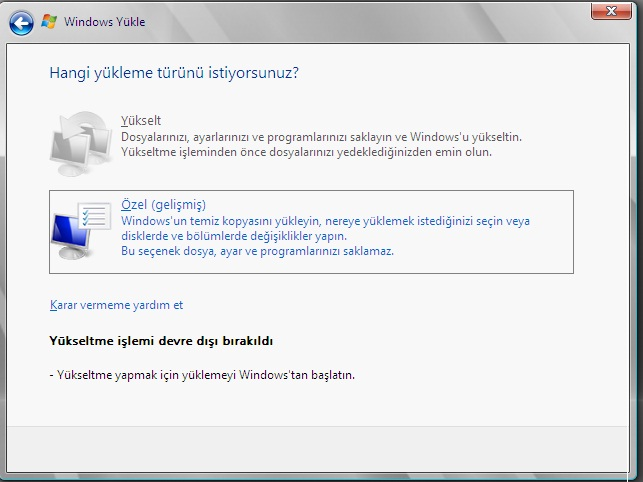 Windows Yükle
Hangi yükleme türünü istiyorsunuz?
Yükselt
Dosyalarınızı, ayarlarınızı ve programlarınızı saklayın ve Windows'u yükseltin.
Yükseltme işleminden önce dosyalarınızı yedeklediğinizden emin olun.
Özel (gelişmiş)
Windows'un temiz kopyasını yükleyin, nereye yüklemek istediğinizi seçin veya
disklerde ve bölümlerde değişiklikler yapın.
Bu seçenek dosya, ayar ve programlarınızı saklamaz.
Karar vermeme yardım et
Yükseltme işlemi devre dışı bırakıldı
- Yükseltme yapmak için yüklemeyi Windows'tan başlatın.